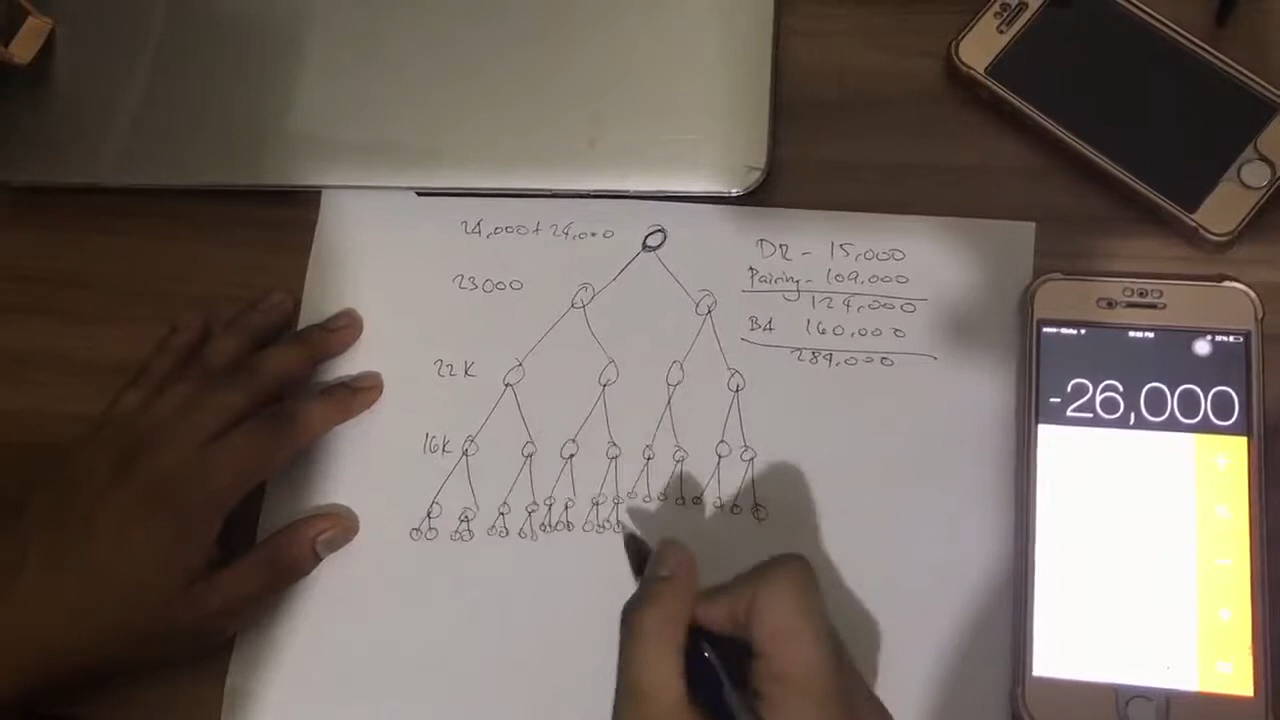 24,000 + 24,000
23000
22K
16K
DR - 15,000
Pairing - 109,000
124,000
B4 160,000
284,000
-26,000